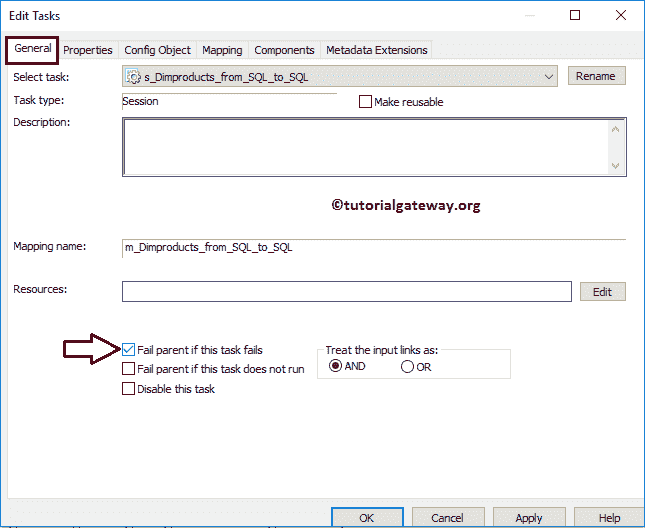 Edit Tasks
General Properties Config Object Mapping Components Metadata Extensions
Select task: s_Dimproducts_from_SQL_to_SQL Rename
Task type: Session Make reusable
Description:
©tutorialgateway.org
Mapping name: m_Dimproducts_from_SQL_to_SQL
Resources: Edit
Fail parent if this task fails Treat the input links as:
Fail parent if this task does not run AND OR
Disable this task
OK Cancel Apply Help